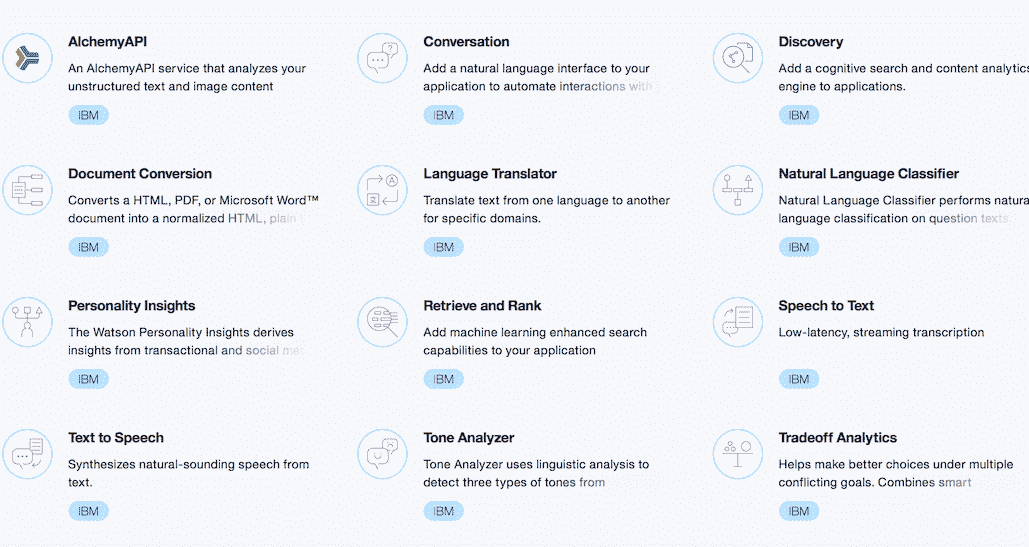 AlchemyAPI
An AlchemyAPI service that analyzes your
unstructured text and image content
IBM
Conversation
Add a natural language interface to your
application to automate interactions with
IBM
Discovery
Add a cognitive search and content analytics
engine to applications.
IBM
Document Conversion
Converts a HTML, PDF, or Microsoft Word™
document into a normalized HTML, plain
IBM
Language Translator
Translate text from one language to another
for specific domains.
IBM
Natural Language Classifier
Natural Language Classifier performs natura
language classification on question texts.
IBM
Personality Insights
The Watson Personality Insights derives
insights from transactional and social me
IBM
Retrieve and Rank
Add machine learning enhanced search
capabilities to your application
IBM
Speech to Text
Low-latency, streaming transcription
IBM
Text to Speech
Synthesizes natural-sounding speech from
text.
IBM
Tone Analyzer
Tone Analyzer uses linguistic analysis to
detect three types of tones from
IBM
Tradeoff Analytics
Helps make better choices under multiple
conflicting goals. Combines smart
IBM